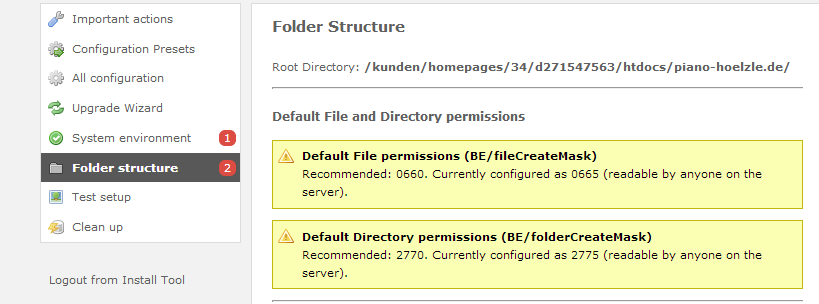 Important actions
Configuration Presets
All configuration
Upgrade Wizard
System environment 1
Folder structure 2
Test setup
Clean up
Logout from Install Tool
Folder Structure
Root Directory: /kunden/homepages/34/d271547563/htdocs/piano-hoelzle.de/
Default File and Directory permissions
Default File permissions (BE/fileCreateMask)
Recommended: 0660. Currently configured as 0665 (readable by anyone on the
server).
Default Directory permissions (BE/folderCreateMask)
Recommended: 2770. Currently configured as 2775 (readable by anyone on the
server).